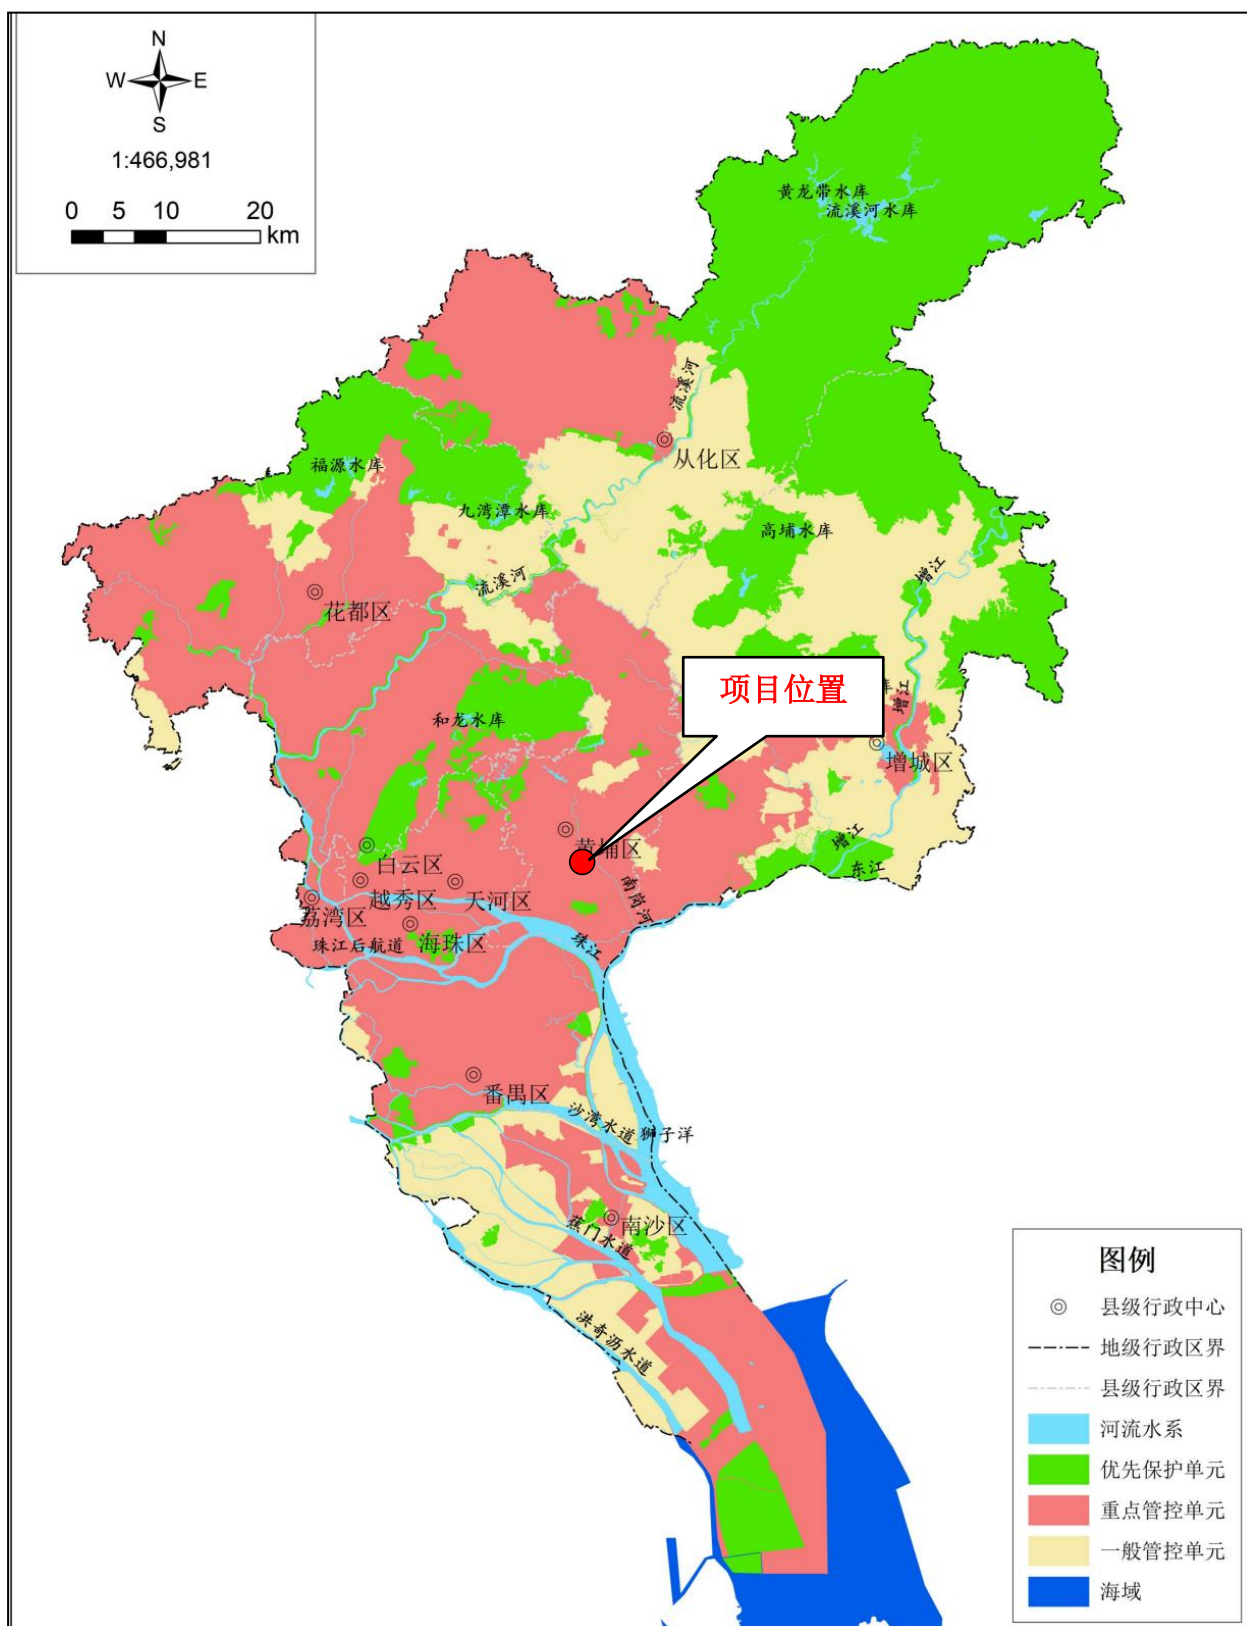 N
W E
S
1:466,981
0 5 10 20
km
黄龙带水库
流溪河水库
流溪河
从化区
福源水库
九湾潭水库
高埔水库
增江
流溪河
花都区
项目位置
库
增江
和龙水库
增城区
黄埔区
增江
白云区
东江
越秀区
天河区
南岗河
荔湾区
海珠区
珠江后航道
珠江
番禺区
沙湾水道
狮子洋
南沙区
蕉门水道
洪奇沥水道
图例
县级行政中心
地级行政区界
县级行政区界
河流水系
优先保护单元
重点管控单元
一般管控单元
海域